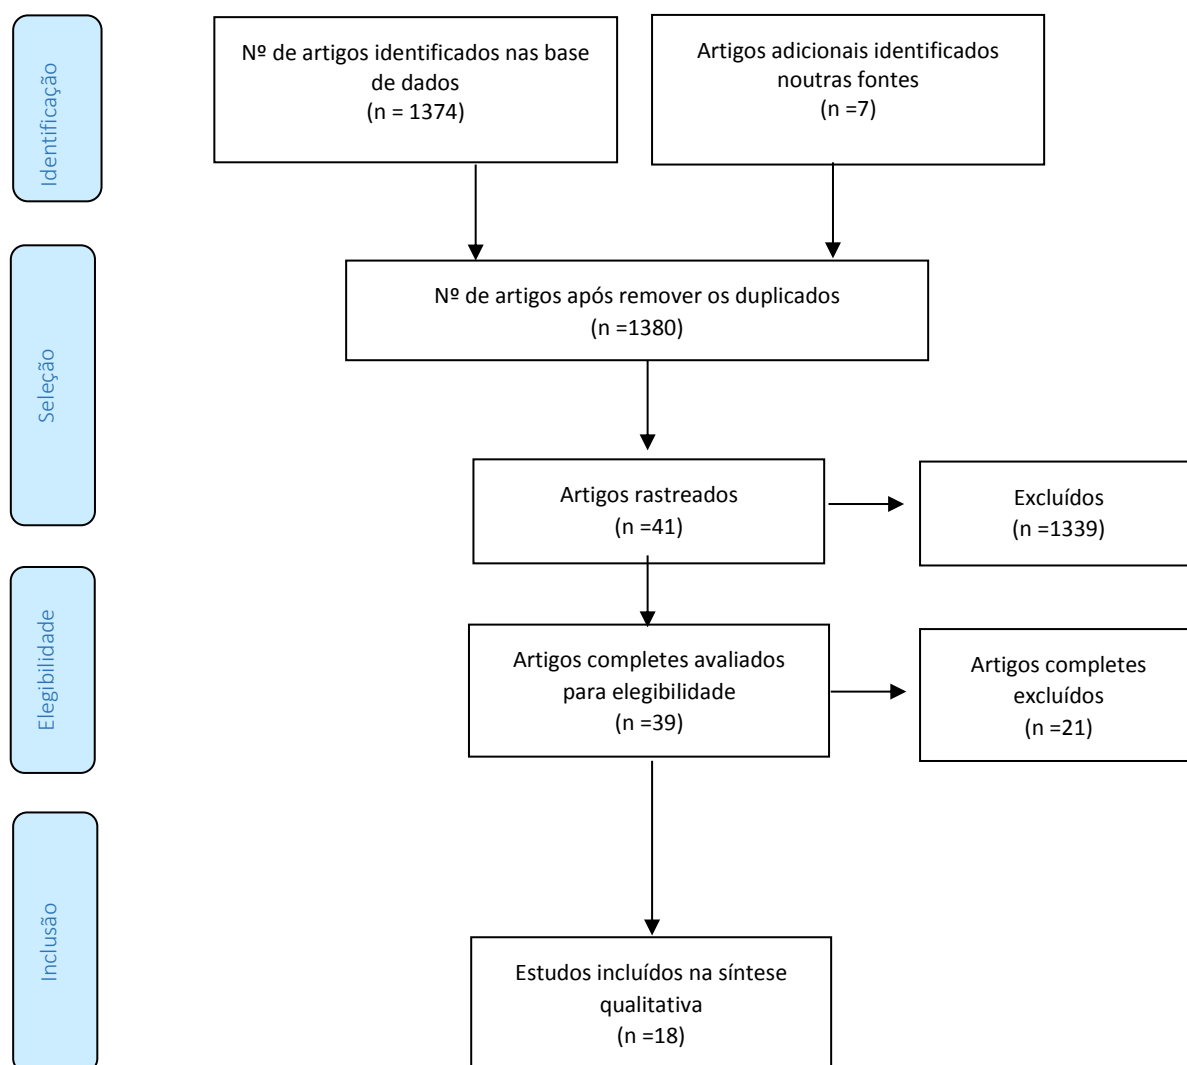 Identificação
Nº de artigos identificados nas base
de dados
(n = 1374)
Artigos adicionais identificados
noutras fontes
(n =7)
Seleção
Nº de artigos após remover os duplicados
(n =1380)
Artigos rastreados
(n =41)
Excluídos
(n =1339)
Elegibilidade
Artigos completes avaliados
para elegibilidade
(n =39)
Artigos completes
excluídos
(n =21)
Inclusão
Estudos incluídos na síntese
qualitativa
(n =18)